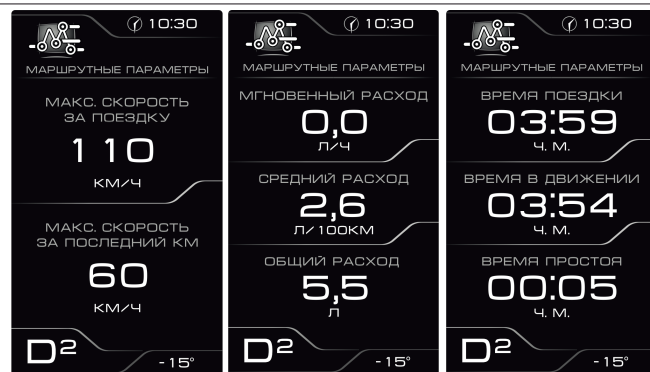 10:30
МАРШРУТНЫЕ ПАРАМЕТРЫ
МАКС. СКОРОСТЬ
ЗА ПОЕЗДКУ
110
КМ/Ч
МАКС. СКОРОСТЬ
ЗА ПОСЛЕДНИЙ КМ
60
КМ/Ч
D2
-15°
10:30
МАРШРУТНЫЕ ПАРАМЕТРЫ
МГНОВЕННЫЙ РАСХОД
0,0
Л/Ч
СРЕДНИЙ РАСХОД
2,6
Л/100КМ
ОБЩИЙ РАСХОД
5,5
Л
D2
-15°
10:30
МАРШРУТНЫЕ ПАРАМЕТРЫ
ВРЕМЯ ПОЕЗДКИ
03:59
Ч. М.
ВРЕМЯ В ДВИЖЕНИИ
03:54
Ч. М.
ВРЕМЯ ПРОСТОЯ
00:05
Ч. М.
D2
-15°